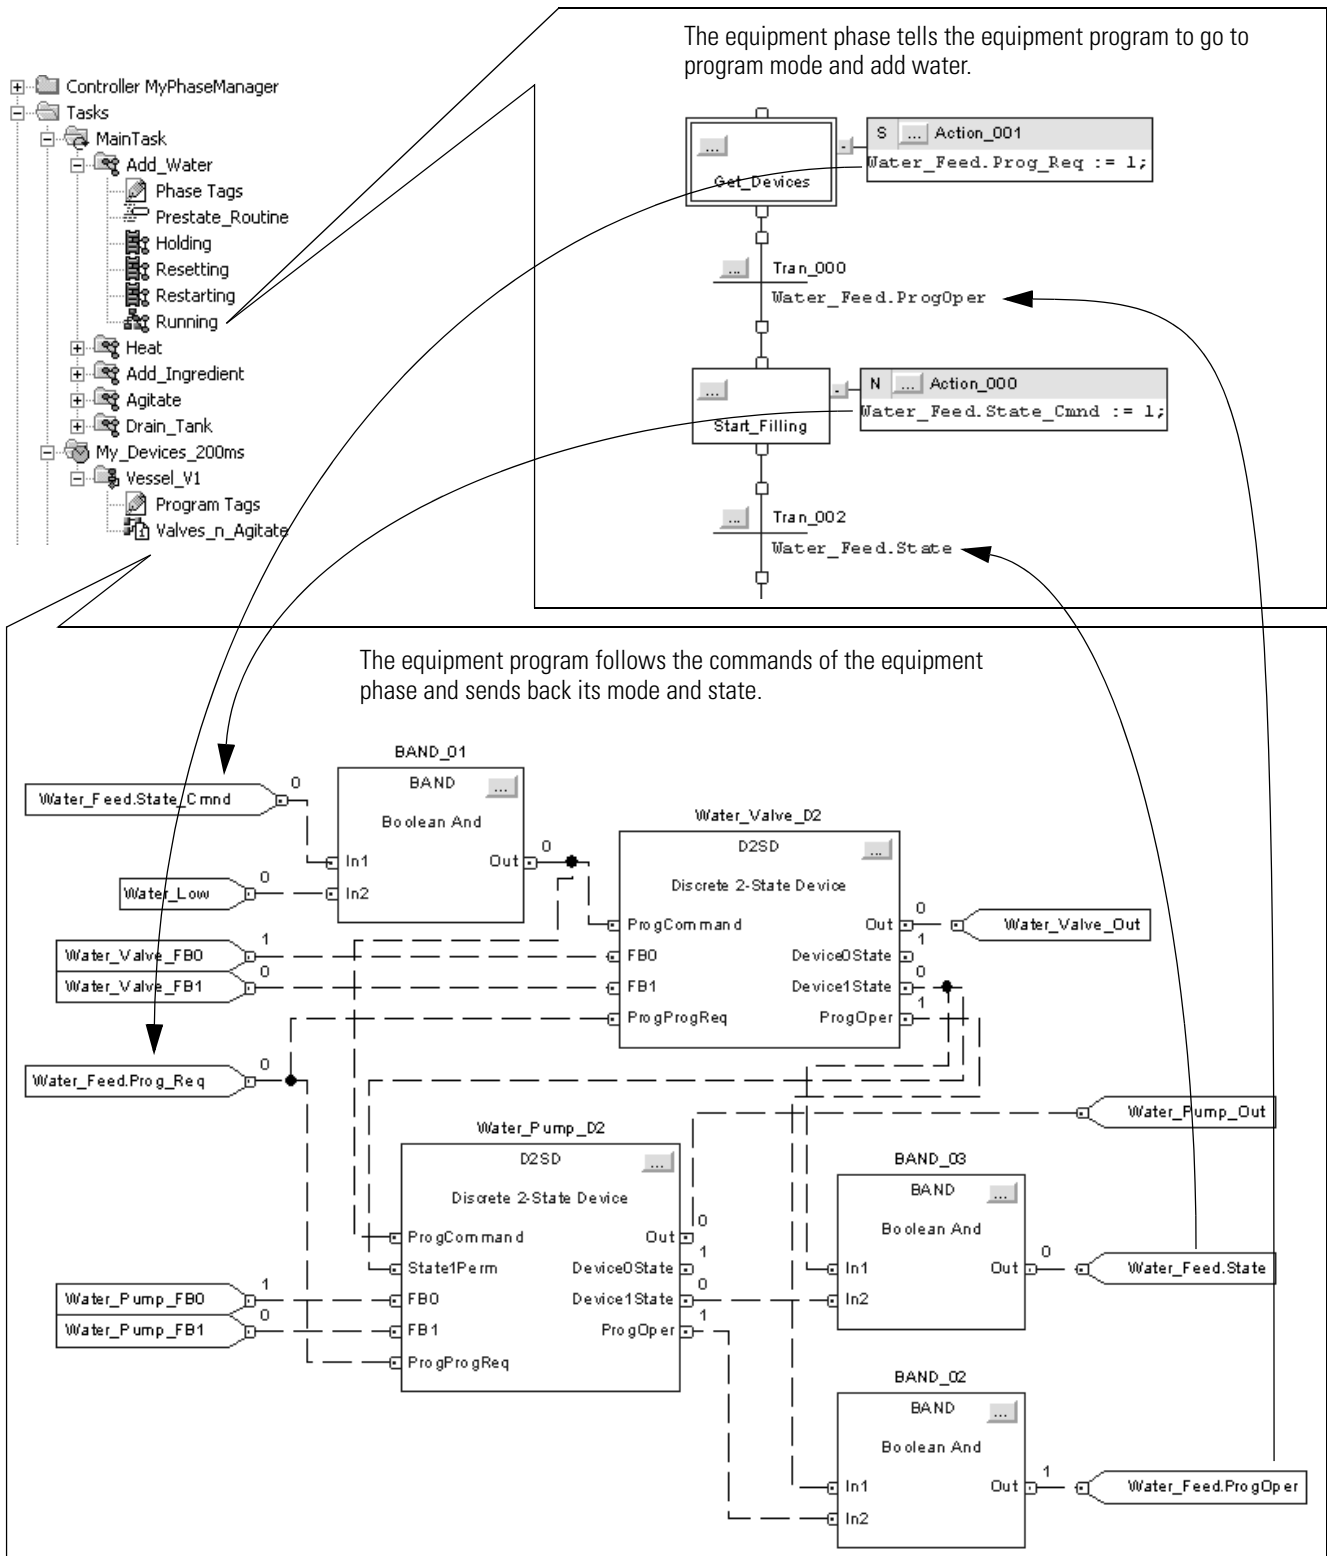 The equipment phase tells the equipment program to go to
program mode and add water.
Controller MyPhaseManager
Tasks
MainTask
Add_Water
Phase Tags
Prestate_Routine
Holding
Resetting
Restarting
Running
Heat
Add_Ingredient
Agitate
Drain_Tank
My_Devices_200ms
Vessel_V1
Program Tags
Valves_n_Agitate
...
Get_Devices
S ... Action_001
Water_Feed.Prog_Req := 1;
... Tran_000
Water_Feed.ProgOper
...
Start_Filling
N ... Action_000
Water_Feed.State_Cmnd := 1;
... Tran_002
Water_Feed.State
The equipment program follows the commands of the equipment
phase and sends back its mode and state.
BAND_01
BAND ...
Boolean And
In1 Out 0
In2
Water_Feed.State_Cmnd 0
Water_Low 0
Water_Valve_FB0 1
Water_Valve_FB1 0
Water_Feed.Prog_Req 0
Water_Valve_D2
D2SD ...
Discrete 2-State Device
ProgCommand Out 0
FB0 Device0State 1
FB1 Device1State 0
ProgProgReq ProgOper 1
Water_Valve_Out
Water_Pump_Out
Water_Pump_D2
D2SD ...
Discrete 2-State Device
ProgCommand Out 0
State1Perm Device0State 1
FB0 Device1State 0
FB1 ProgOper 1
ProgProgReq
Water_Pump_FB0 1
Water_Pump_FB1 0
BAND_03
BAND ...
Boolean And
In1 Out 0
In2
Water_Feed.State
BAND_02
BAND ...
Boolean And
In1 Out 1
In2
Water_Feed.ProgOper